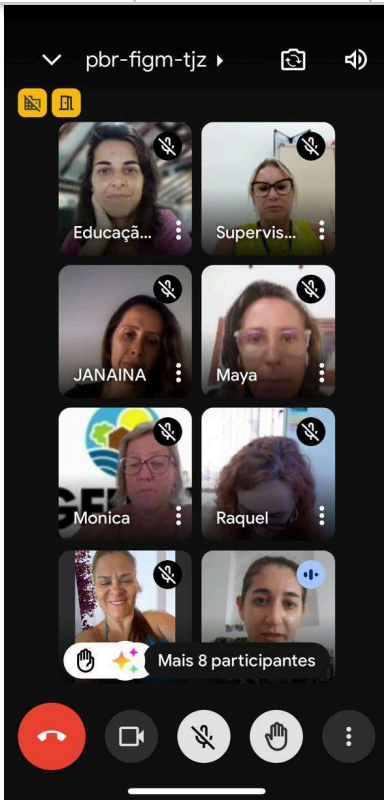 pbr-figm-tjz
Educaçã...
Supervis...
JANAINA
Maya
Monica
Raquel
Mais 8 participantes